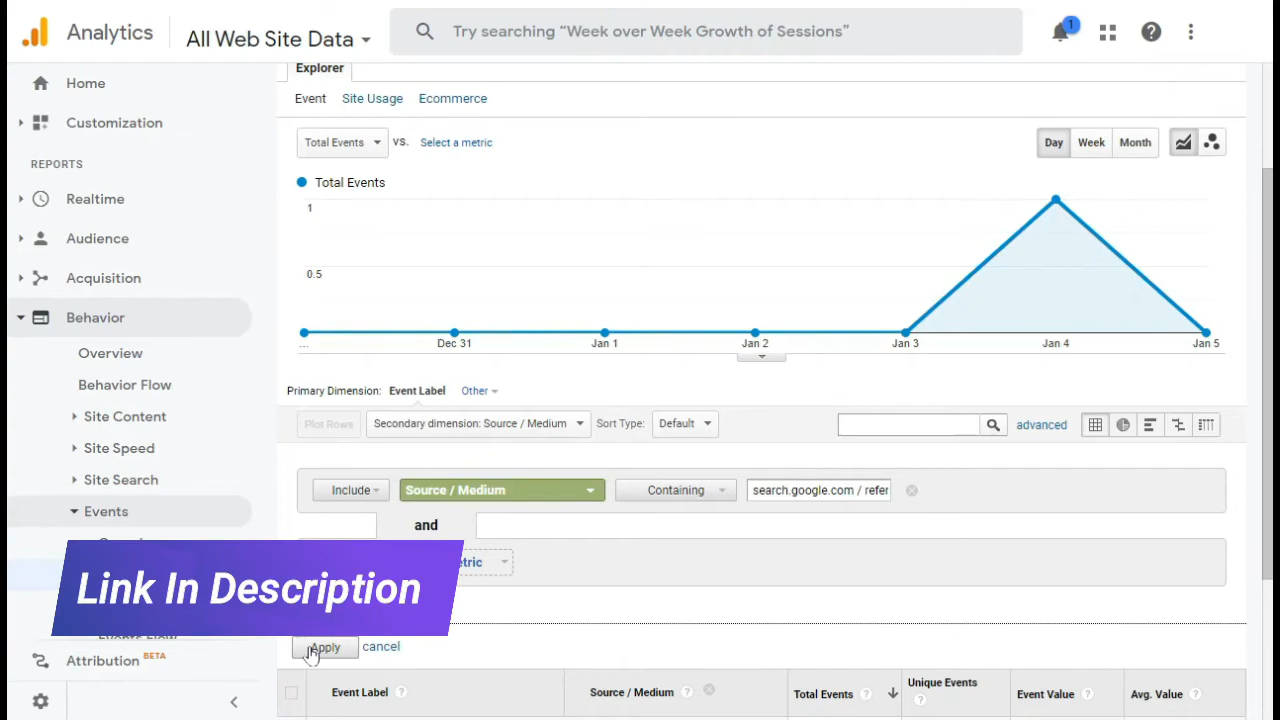 Analytics
All Web Site Data
Try searching “Week over Week Growth of Sessions”
1
Home
Customization
REPORTS
Realtime
Audience
Acquisition
Behavior
Overview
Behavior Flow
Site Content
Site Speed
Site Search
Events
Events Flow
Attribution BETA
Explorer
Event Site Usage Ecommerce
Total Events VS. Select a metric
Day Week Month
Total Events
1
0.5
... Dec 31 Jan 1 Jan 2 Jan 3 Jan 4 Jan 5
Primary Dimension: Event Label Other
Plot Rows Secondary dimension: Source / Medium Sort Type: Default advanced
Include Source / Medium Containing search.google.com / refer
and
Link In Description
Apply cancel
Event Label ? Source / Medium ? Total Events ? Unique Events ? Event Value ? Avg. Value ?